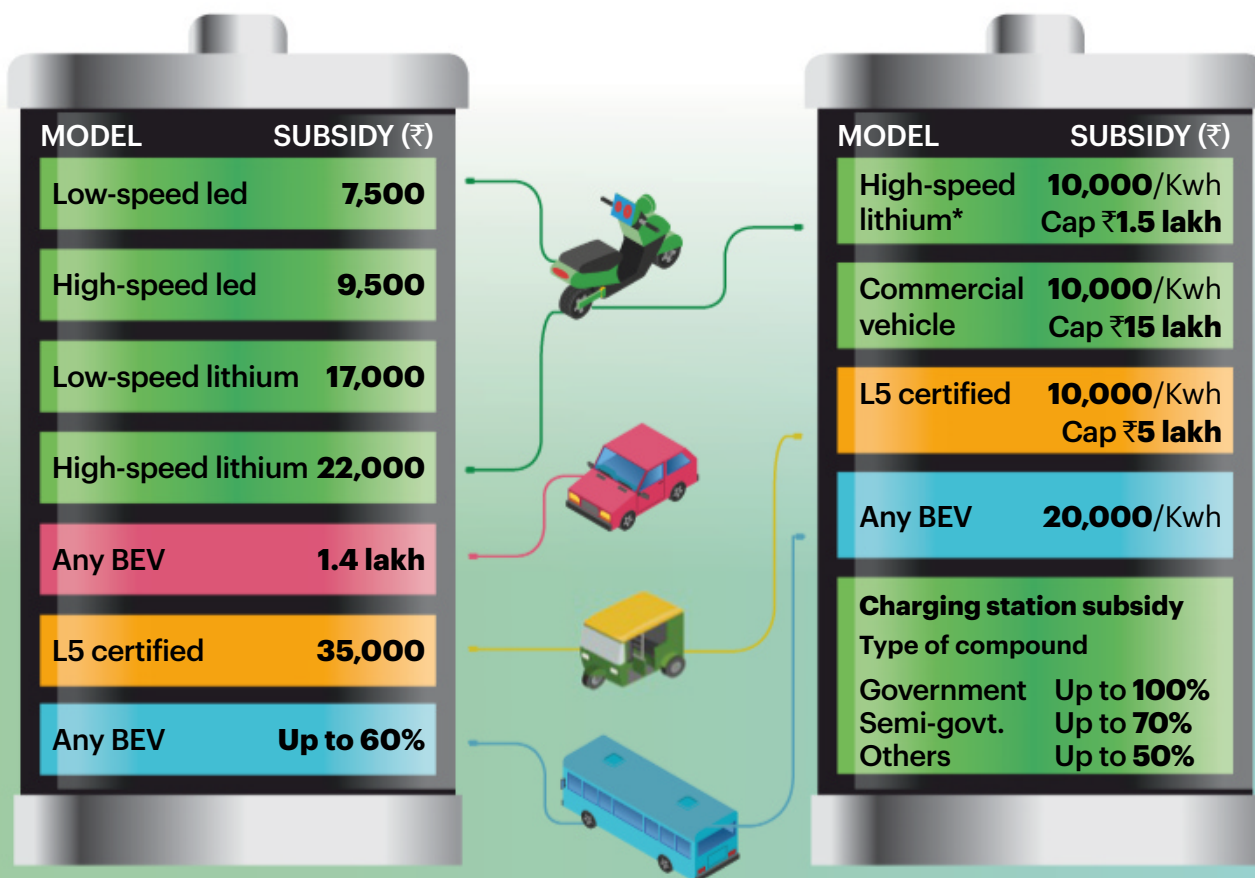 MODEL SUBSIDY (₹)
Low-speed led 7,500
High-speed led 9,500
Low-speed lithium 17,000
High-speed lithium 22,000
Any BEV 1.4 lakh
L5 certified 35,000
Any BEV Up to 60%
MODEL SUBSIDY (₹)
High-speed 10,000/Kwh
lithium* Cap ₹1.5 lakh
Commercial 10,000/Kwh
vehicle Cap ₹15 lakh
L5 certified 10,000/Kwh
Cap ₹5 lakh
Any BEV 20,000/Kwh
Charging station subsidy
Type of compound
Government Up to 100%
Semi-govt. Up to 70%
Others Up to 50%